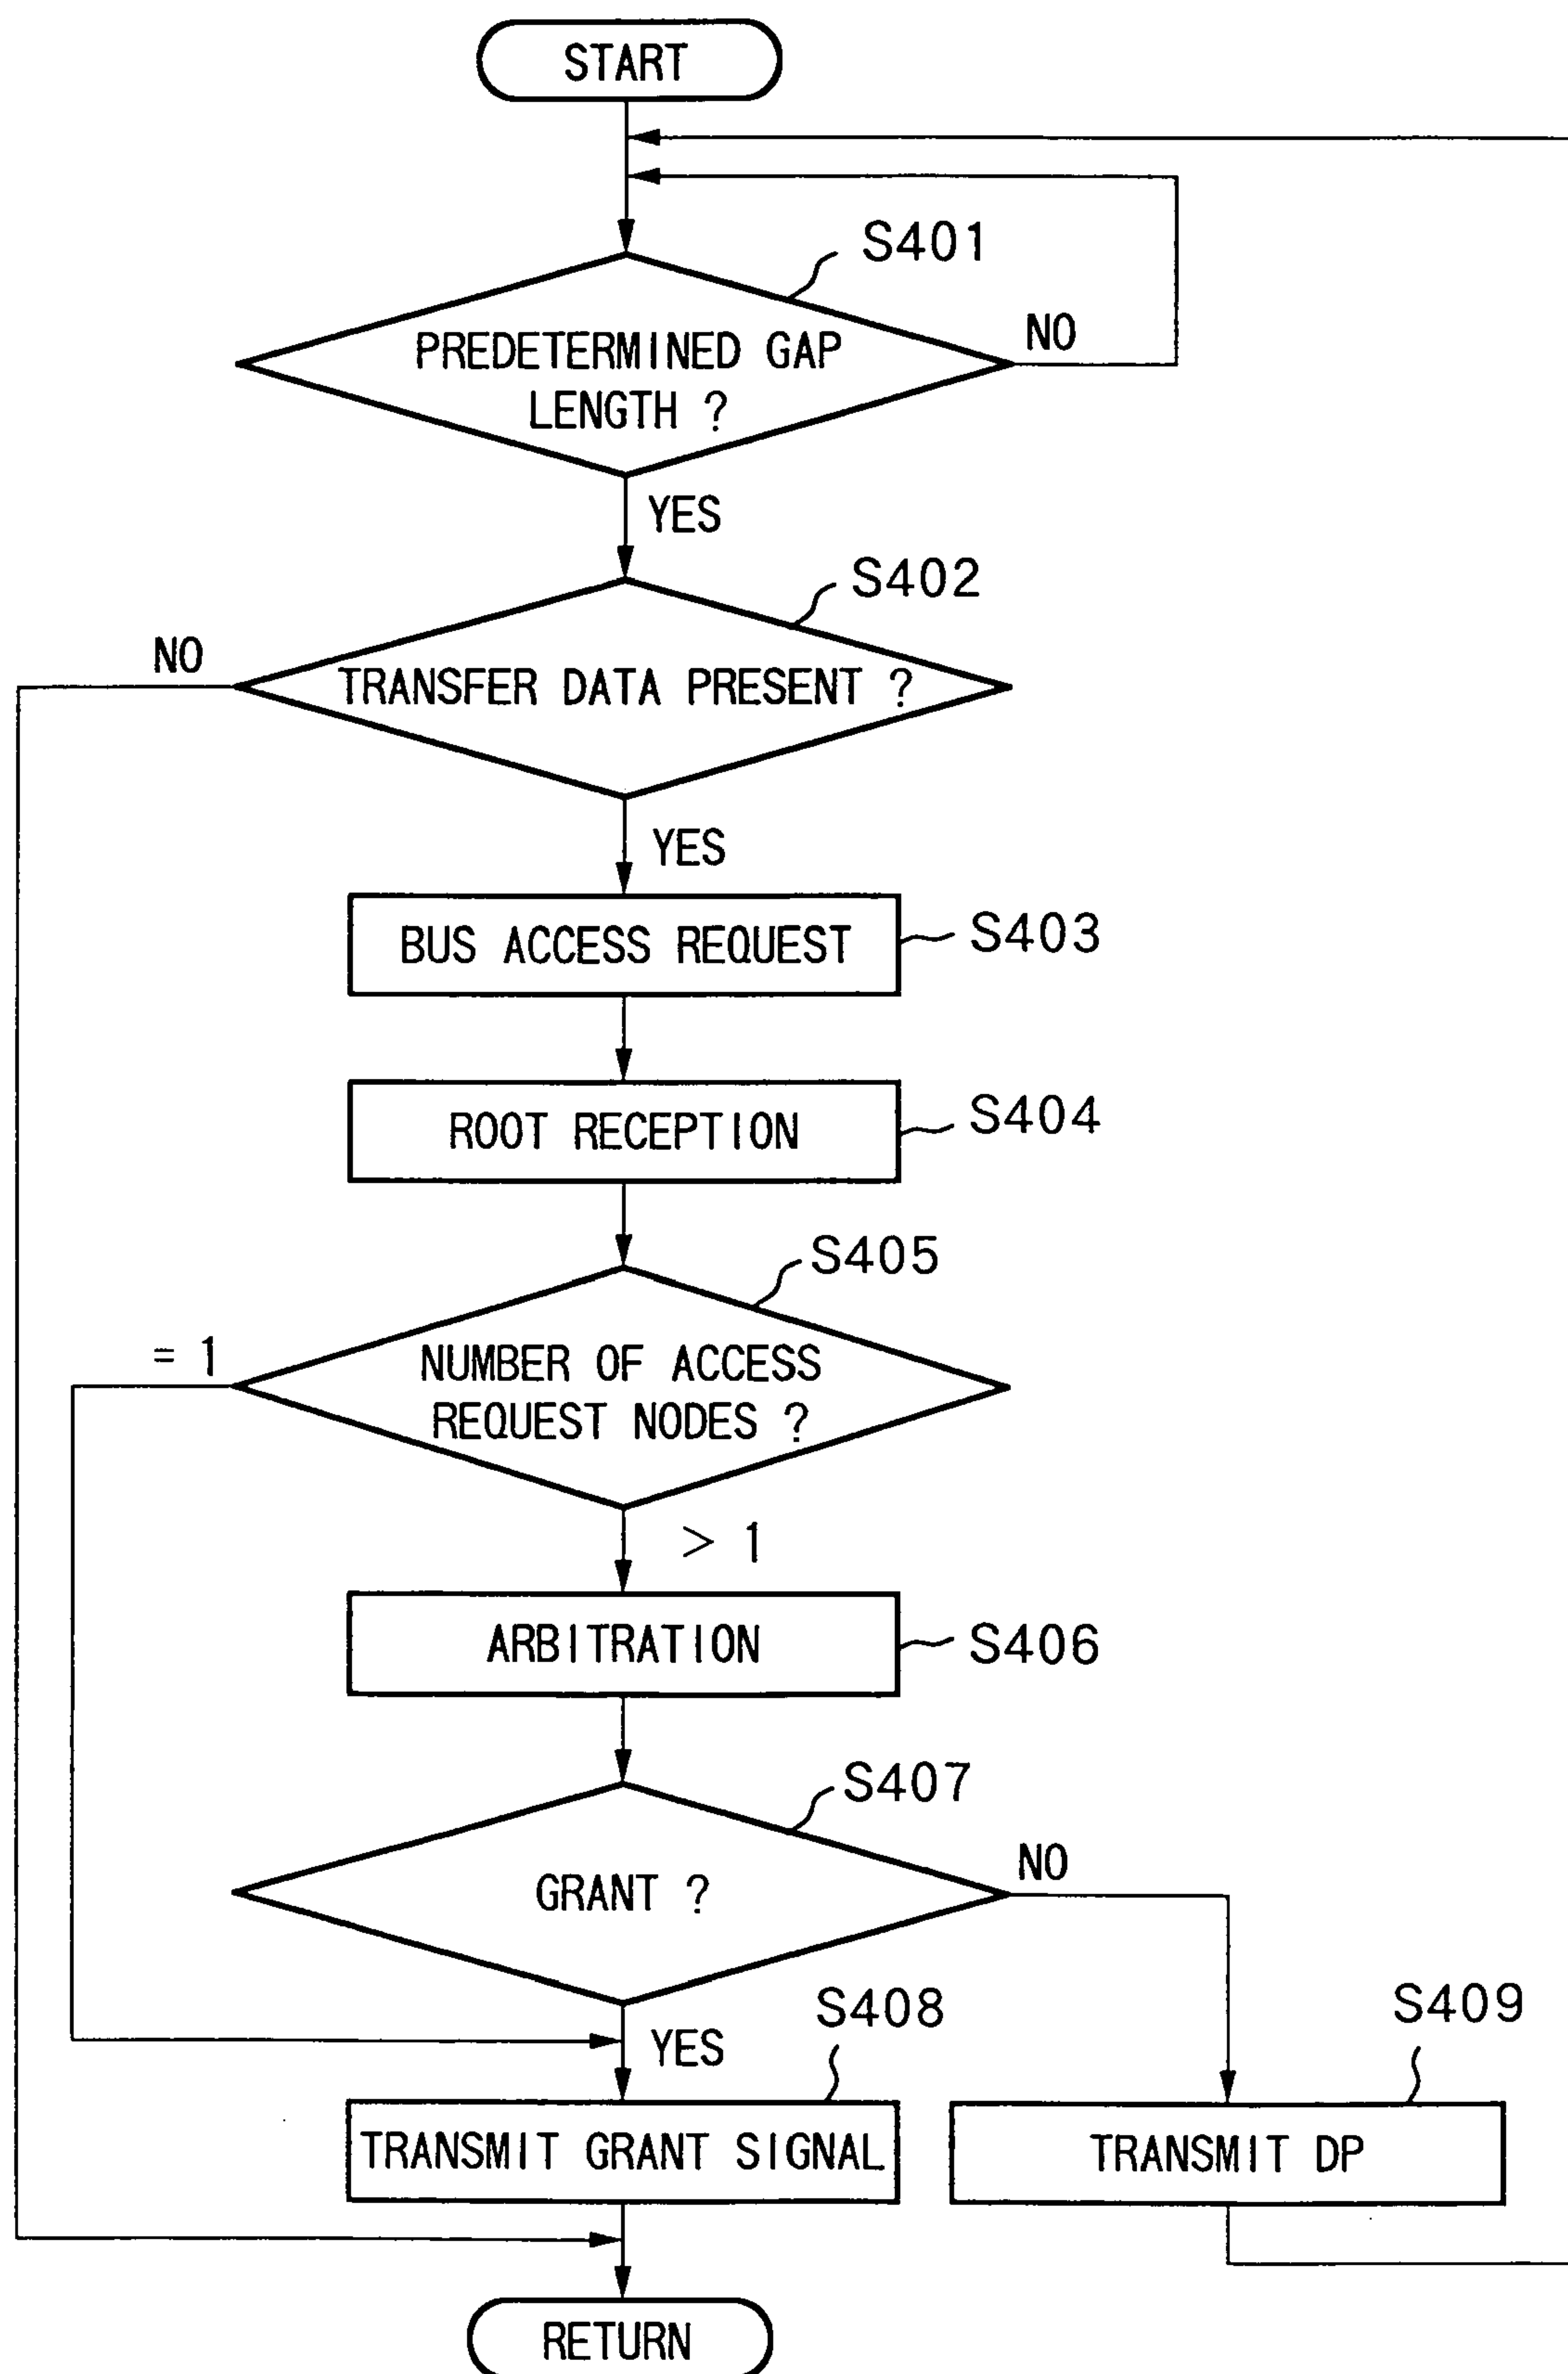 START
S401
PREDETERMINED GAP
LENGTH ?
NO
YES
S402
NO
TRANSFER DATA PRESENT ?
YES
BUS ACCESS REQUEST
S403
ROOT RECEPTION
S404
S405
= 1
NUMBER OF ACCESS
REQUEST NODES ?
> 1
ARBITRATION
S406
S407
GRANT ?
NO
S408
S409
YES
TRANSMIT GRANT SIGNAL
TRANSMIT DP
RETURN